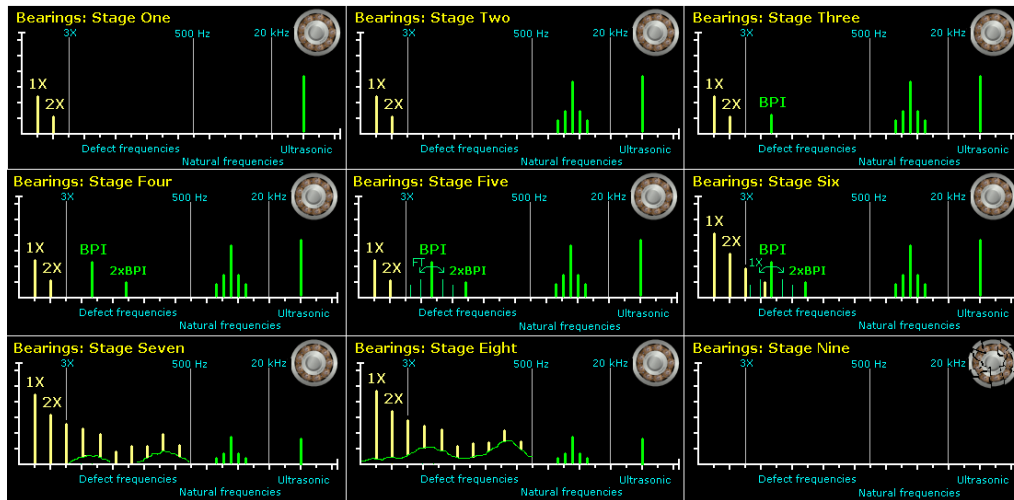 Bearings: Stage One
3X 500 Hz 20 kHz
1X
2X
Defect frequencies Ultrasonic
Natural frequencies
Bearings: Stage Two
3X 500 Hz 20 kHz
1X
2X
Defect frequencies Ultrasonic
Natural frequencies
Bearings: Stage Three
3X 500 Hz 20 kHz
1X
2X BPI
Defect frequencies Ultrasonic
Natural frequencies
Bearings: Stage Four
3X 500 Hz 20 kHz
1X BPI
2X 2xBPI
Defect frequencies Ultrasonic
Natural frequencies
Bearings: Stage Five
3X 500 Hz 20 kHz
1X BPI
FT
2X 2xBPI
Defect frequencies Ultrasonic
Natural frequencies
Bearings: Stage Six
3X 500 Hz 20 kHz
1X
2X BPI
1X 2xBPI
Defect frequencies Ultrasonic
Natural frequencies
Bearings: Stage Seven
3X 500 Hz 20 kHz
1X
2X
Defect frequencies Ultrasonic
Natural frequencies
Bearings: Stage Eight
3X 500 Hz 20 kHz
1X
2X
Defect frequencies Ultrasonic
Natural frequencies
Bearings: Stage Nine
3X 500 Hz 20 kHz
Defect frequencies Ultrasonic
Natural frequencies